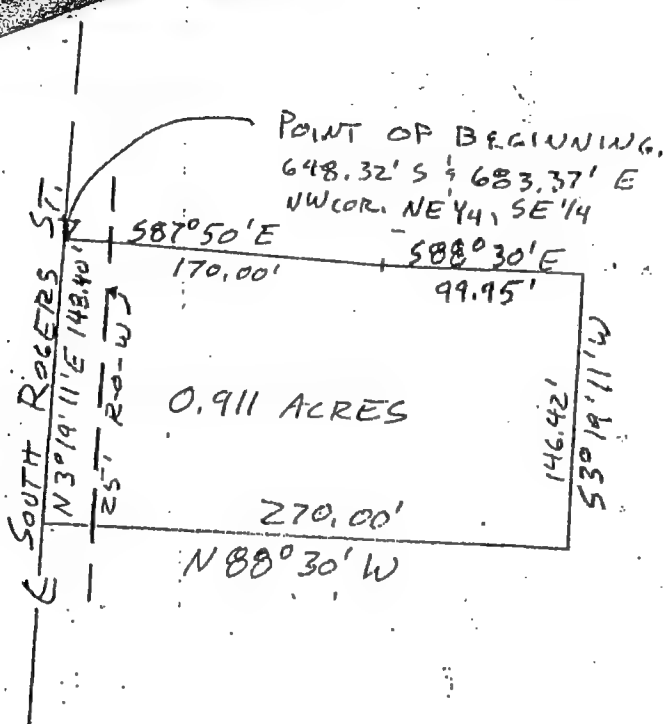 POINT OF BEGINNING.
648.32' S & 683.37' E
NW COR. NE 1/4, SE 1/4
S87°50'E
170.00'
S88°30'E
99.95'
℄ SOUTH ROGERS ST.
N3°19'11"E 148.40'
25' R-O-W
0.911 ACRES
146.42'
S3°19'11"W
270.00'
N88°30'W